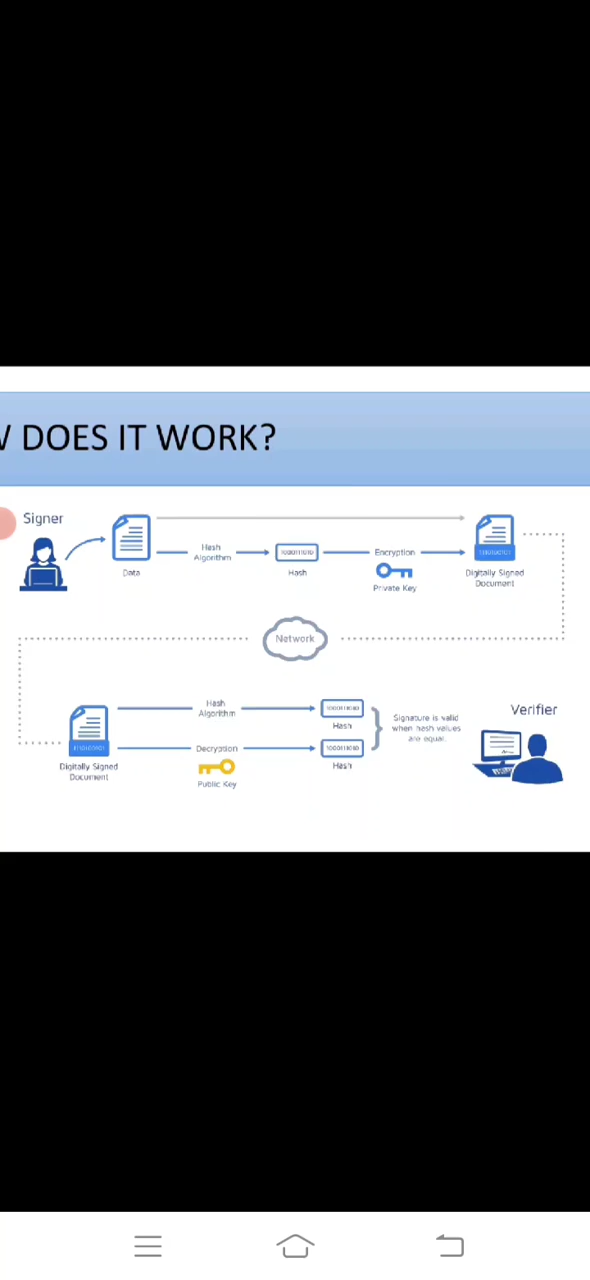 DOES IT WORK?
Signer
Data
Hash
Algorithm
Hash
Encryption
Private Key
Digitally Signed
Document
Network
Digitally Signed
Document
Hash
Algorithm
Decryption
Public Key
Hash
Hash
Signature is valid
when hash values
are equal.
Verifier